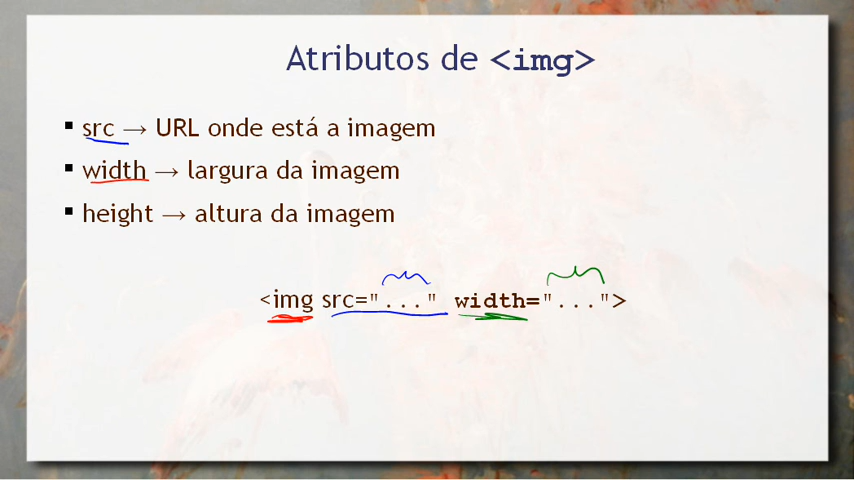 Atributos de <img>
▪ src → URL onde está a imagem
▪ width → largura da imagem
▪ height → altura da imagem
<img src="..." width="...">